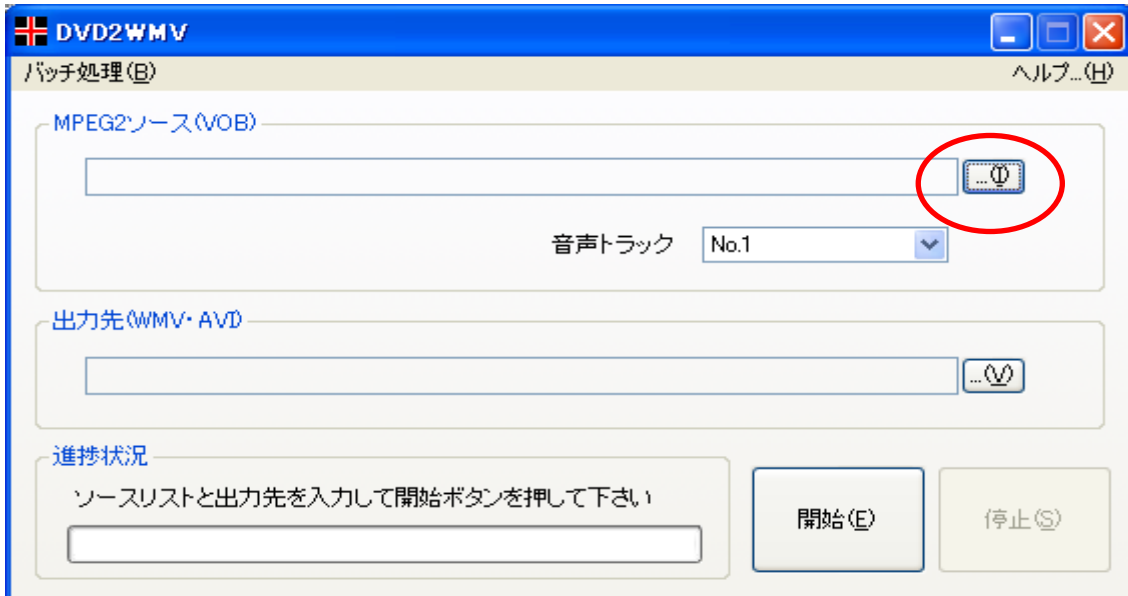 DVD2WMV
バッチ処理(B) ヘルプ...(H)
MPEG2ソース(VOB)
...(I)
音声トラック No.1
出力先(WMV・AVI)
...(V)
進捗状況
ソースリストと出力先を入力して開始ボタンを押して下さい
開始(E) 停止(S)